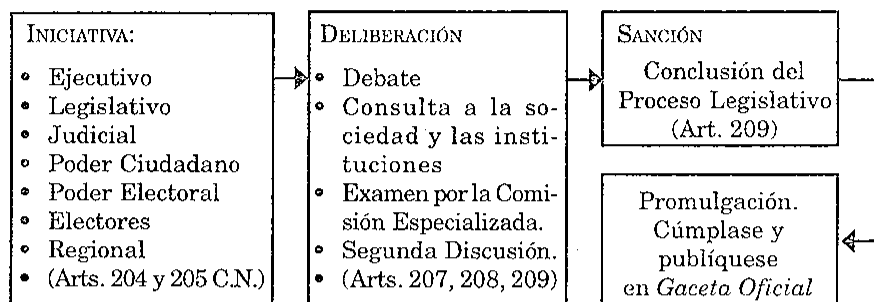 INICIATIVA:
• Ejecutivo
• Legislativo
• Judicial
• Poder Ciudadano
• Poder Electoral
• Electores
• Regional
• (Arts. 204 y 205 C.N.)
DELIBERACIÓN
• Debate
• Consulta a la so-
ciedad y las insti-
tuciones
• Examen por la Comi-
sión Especializada.
• Segunda Discusión.
• (Arts. 207, 208, 209)
SANCIÓN
Conclusión del
Proceso Legislativo
(Art. 209)
Promulgación.
Cúmplase y
publíquese
en Gaceta Oficial